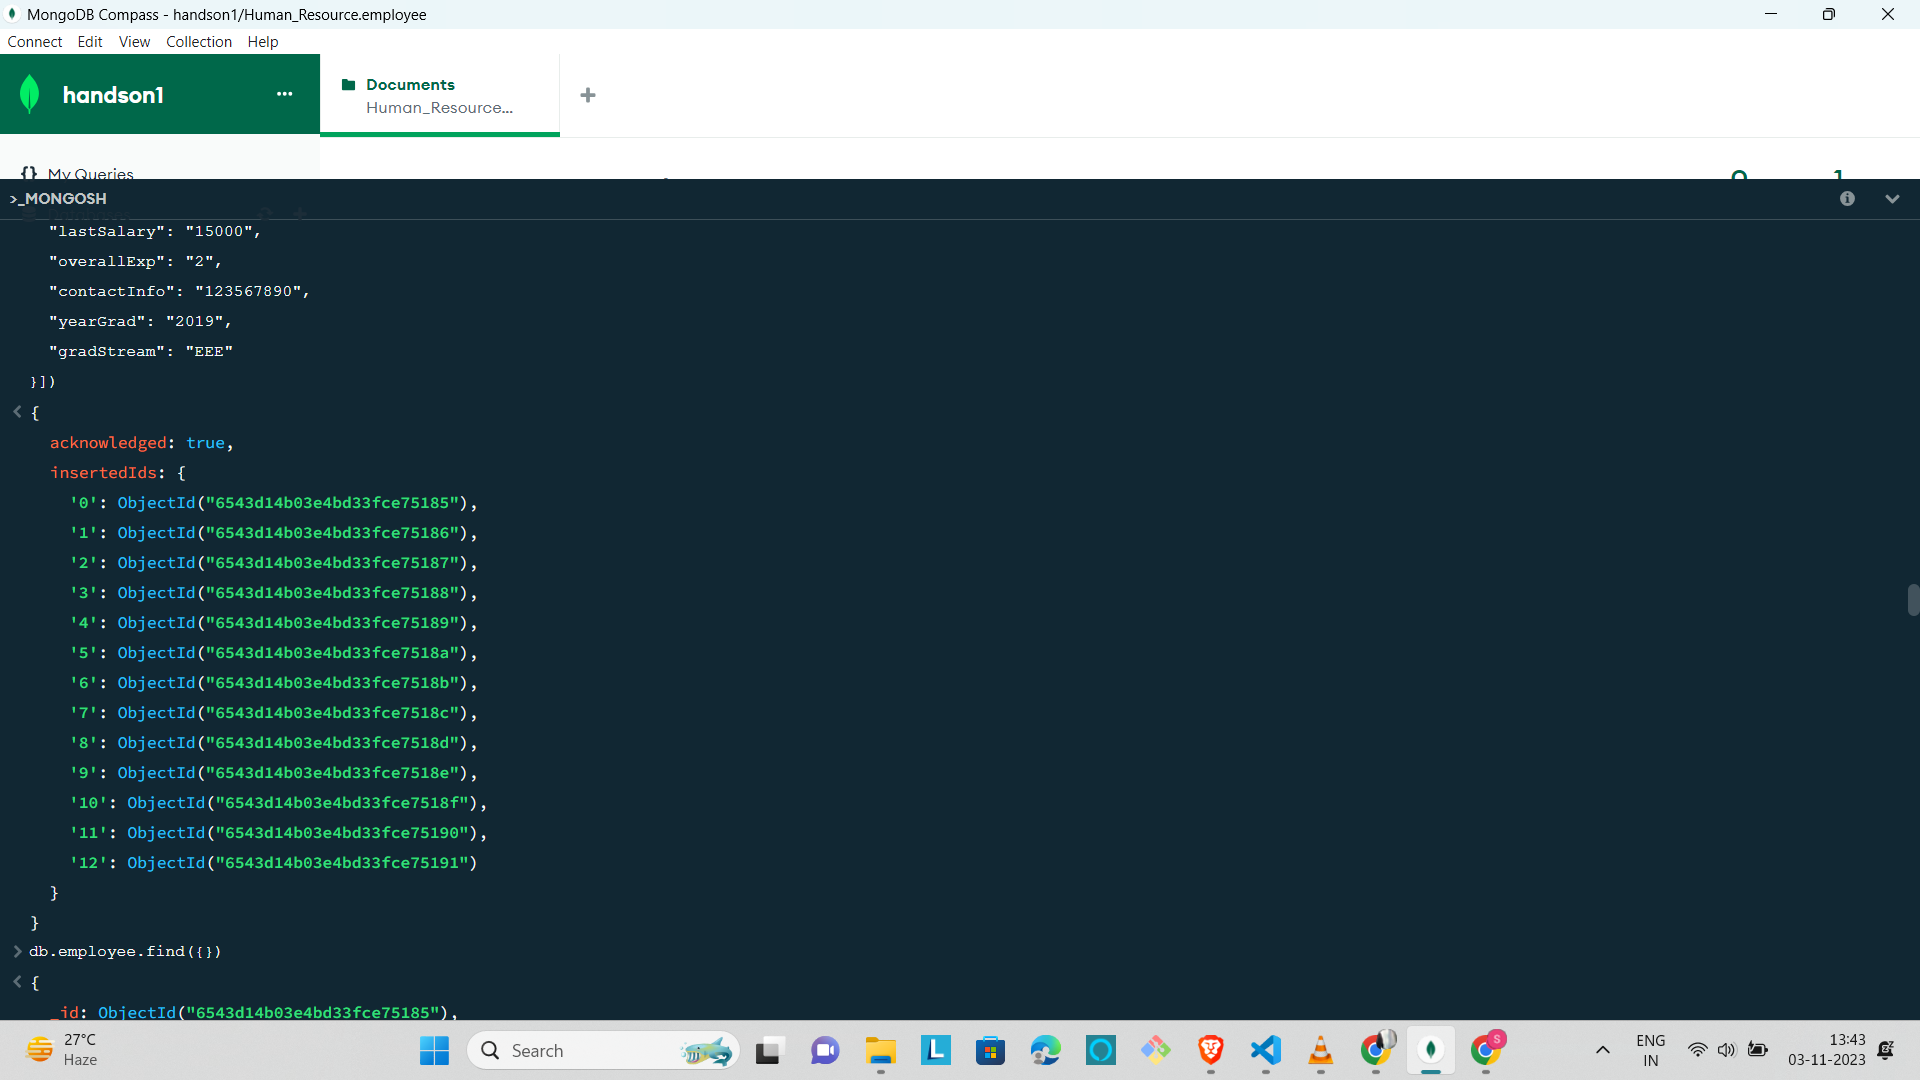 MongoDB Compass - handson1/Human_Resource.employee
Connect Edit View Collection Help
handson1
Documents
Human_Resource...
{} My Queries
>_MONGOSH
"lastSalary": "15000",
"overallExp": "2",
"contactInfo": "123567890",
"yearGrad": "2019",
"gradStream": "EEE"
}])
< {
acknowledged: true,
insertedIds: {
'0': ObjectId("6543d14b03e4bd33fce75185"),
'1': ObjectId("6543d14b03e4bd33fce75186"),
'2': ObjectId("6543d14b03e4bd33fce75187"),
'3': ObjectId("6543d14b03e4bd33fce75188"),
'4': ObjectId("6543d14b03e4bd33fce75189"),
'5': ObjectId("6543d14b03e4bd33fce7518a"),
'6': ObjectId("6543d14b03e4bd33fce7518b"),
'7': ObjectId("6543d14b03e4bd33fce7518c"),
'8': ObjectId("6543d14b03e4bd33fce7518d"),
'9': ObjectId("6543d14b03e4bd33fce7518e"),
'10': ObjectId("6543d14b03e4bd33fce7518f"),
'11': ObjectId("6543d14b03e4bd33fce75190"),
'12': ObjectId("6543d14b03e4bd33fce75191")
}
}
> db.employee.find({})
< {
_id: ObjectId("6543d14b03e4bd33fce75185"),
27°C
Haze
Search
ENG
IN
13:43
03-11-2023